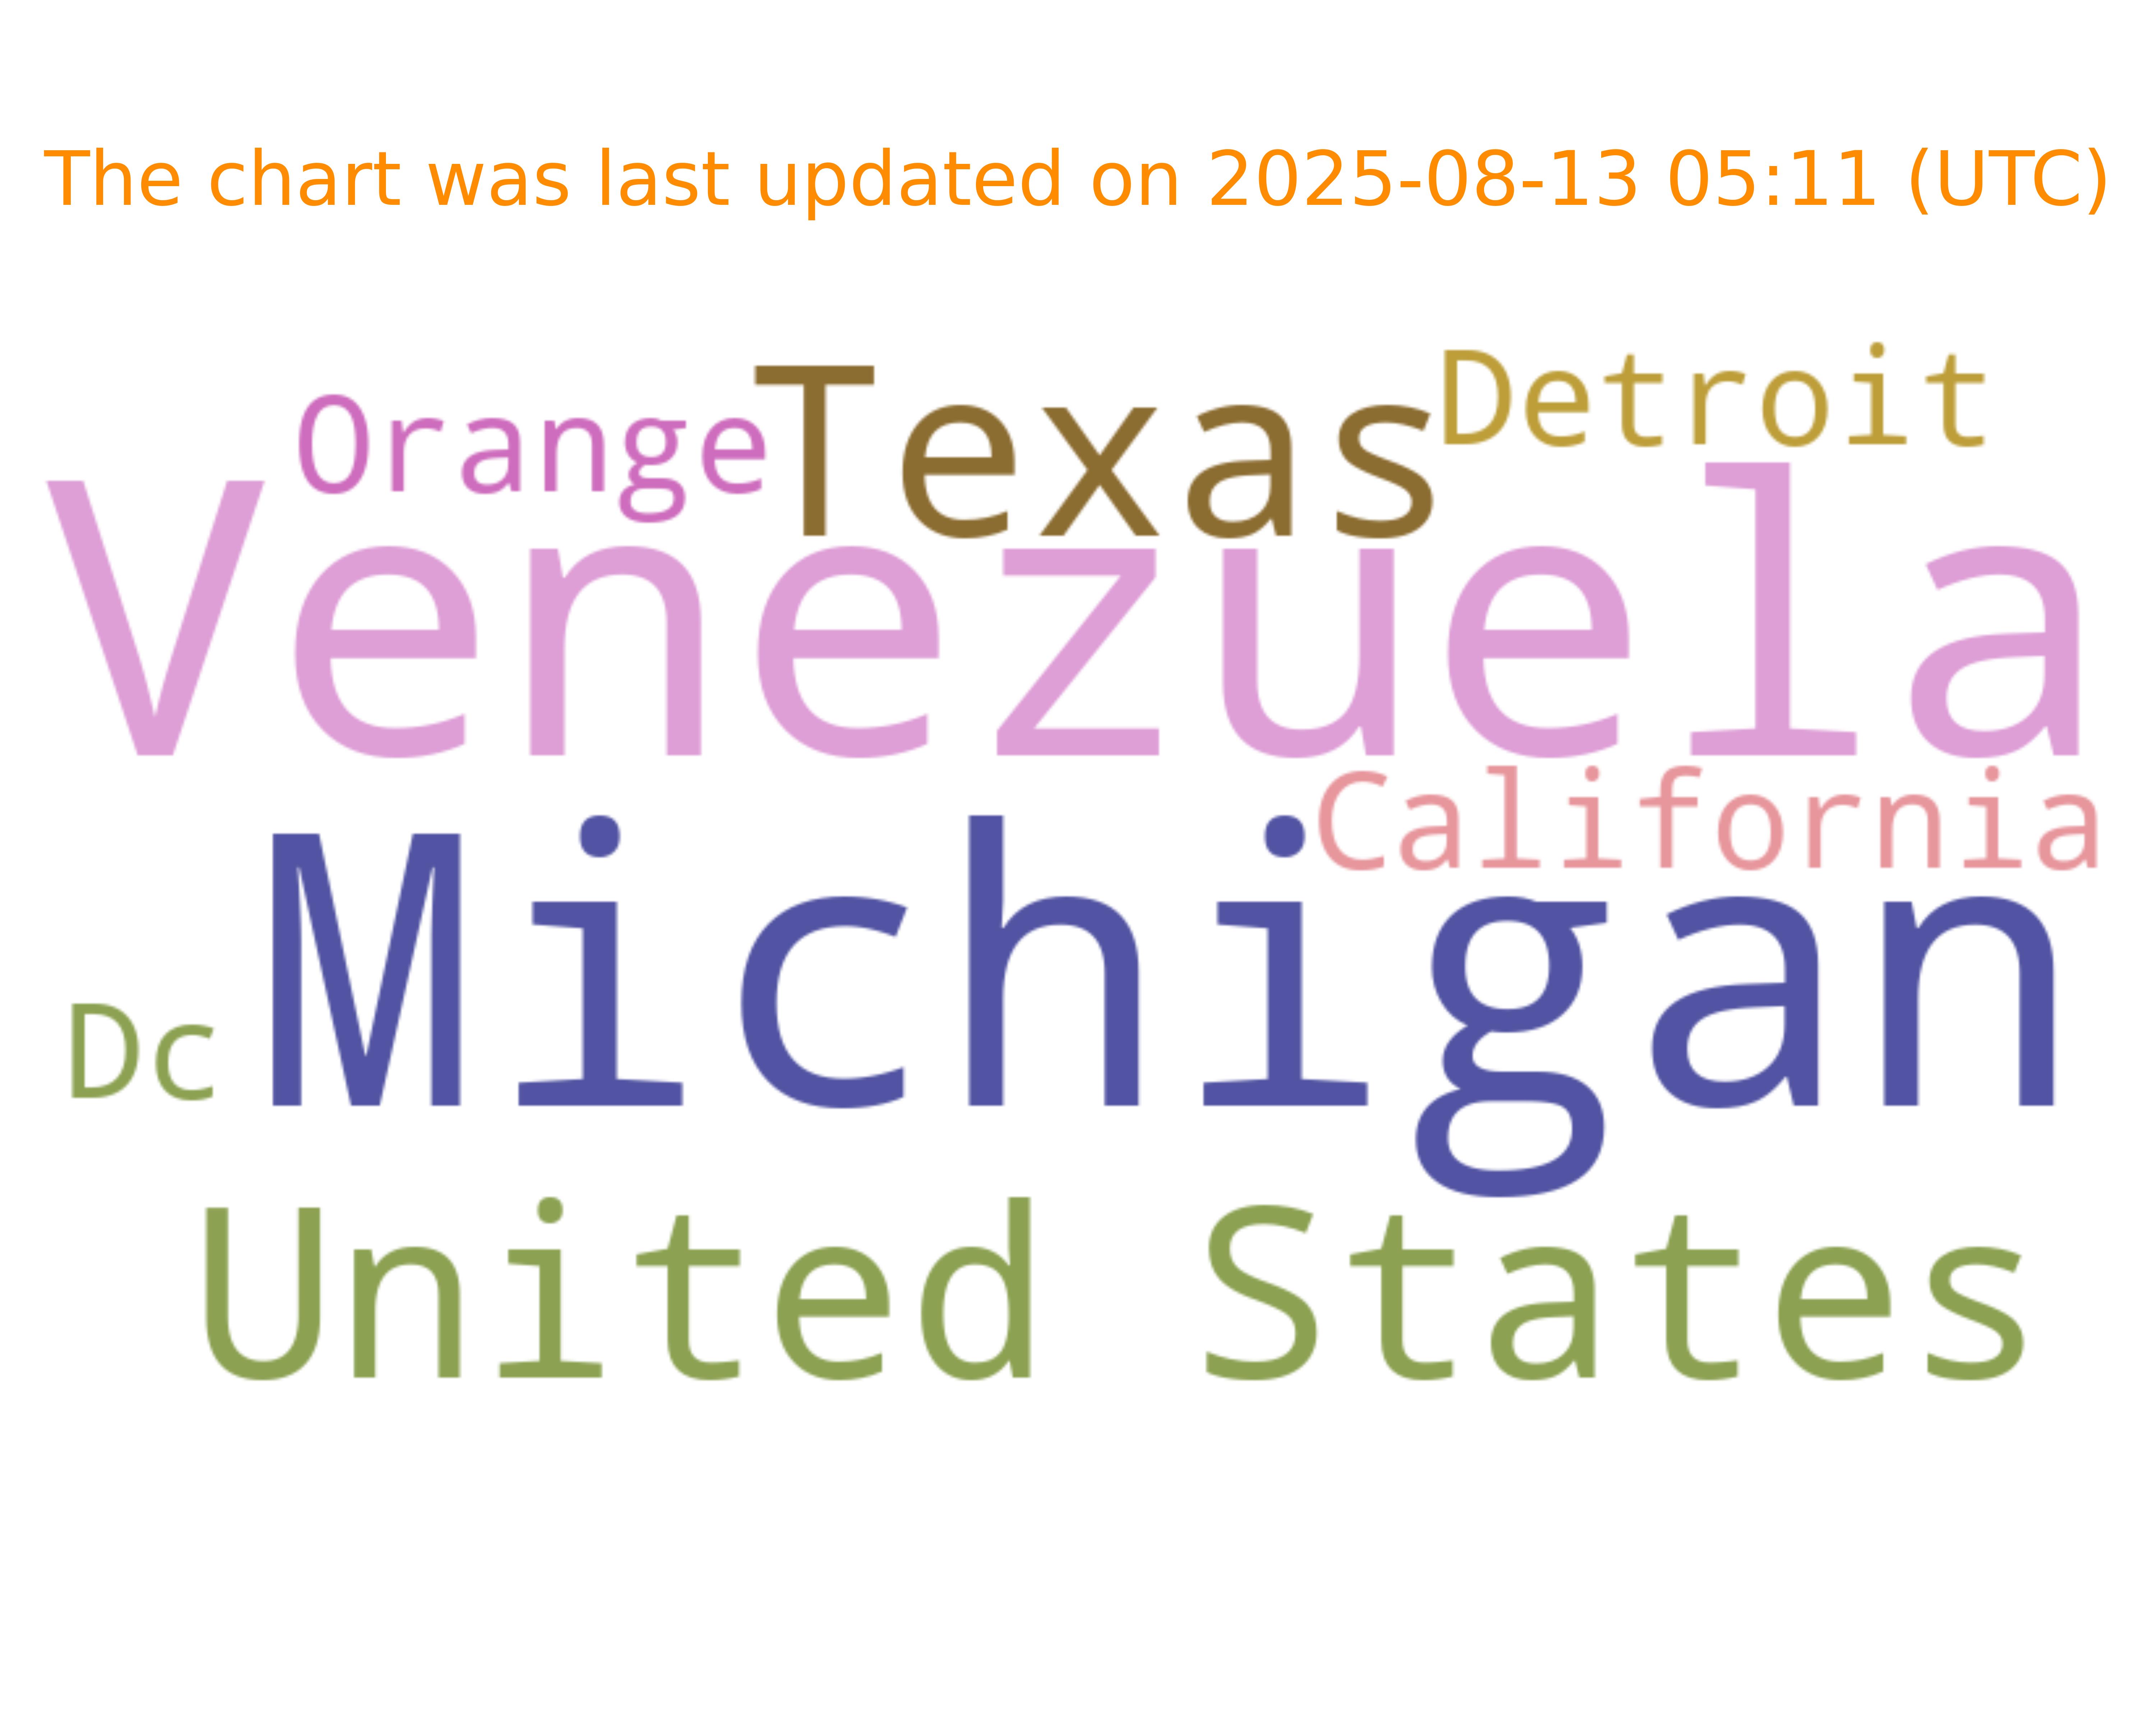 The chart was last updated on 2025-08-13 05:11 (UTC)
Orange Texas Detroit
Venezuela
California
Michigan
Dc
United States